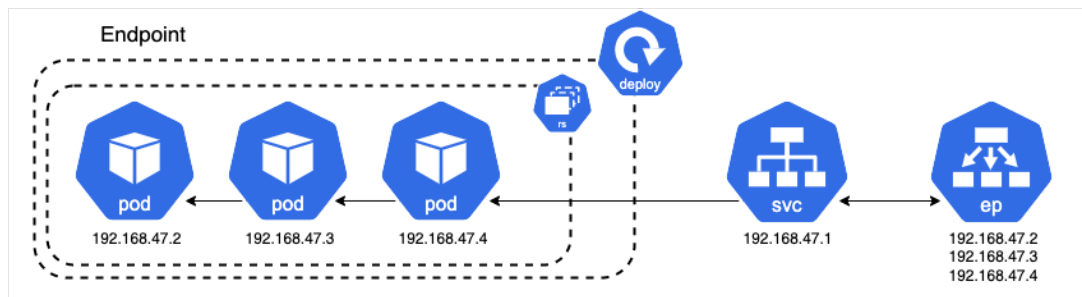 Endpoint
deploy
rs
pod
pod
pod
svc
ep
192.168.47.2
192.168.47.3
192.168.47.4
192.168.47.1
192.168.47.2
192.168.47.3
192.168.47.4